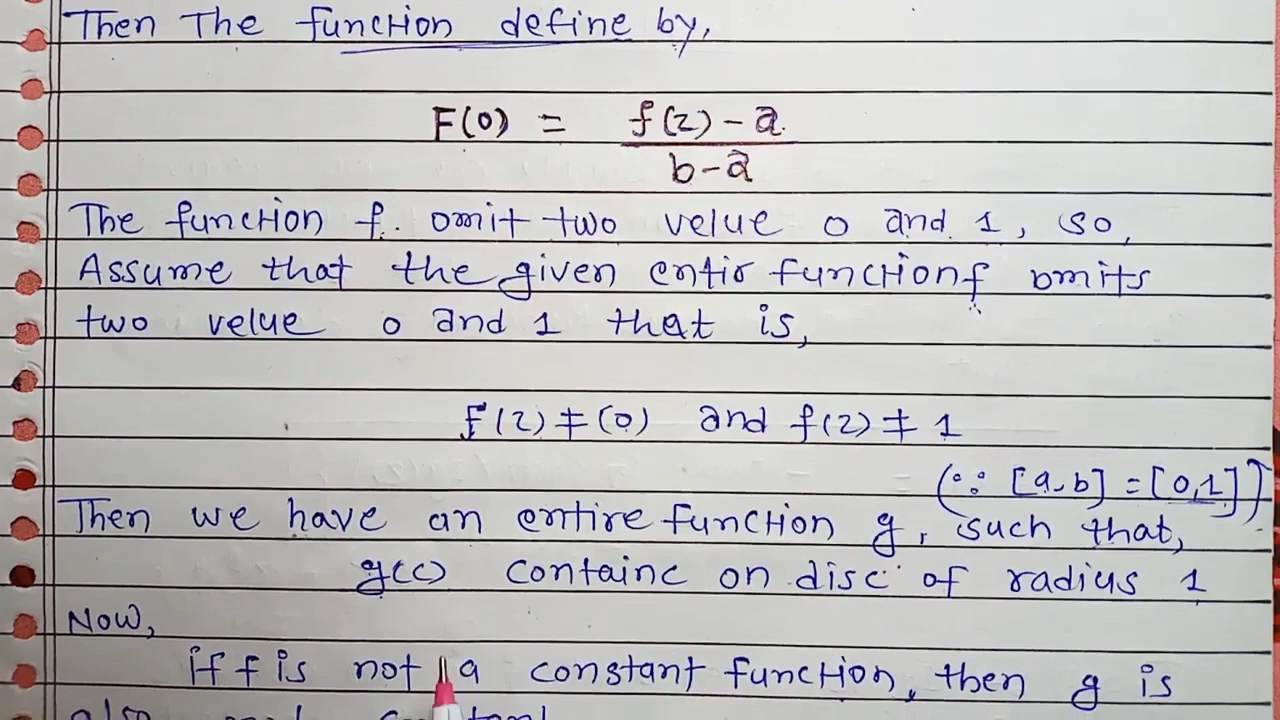 Then The function define by,
F(0) = f(z) - a
b - a
The function f. omit two velue 0 and 1, so,
Assume that the given entir function f omits
two velue 0 and 1 that is,
f(z) ≠ (0) and f(z) ≠ 1
(∵ [a,b] = [0,1])
Then we have an entire function g, such that,
g(c) containc on disc of radius 1
Now,
if f is not a constant function, then g is
also